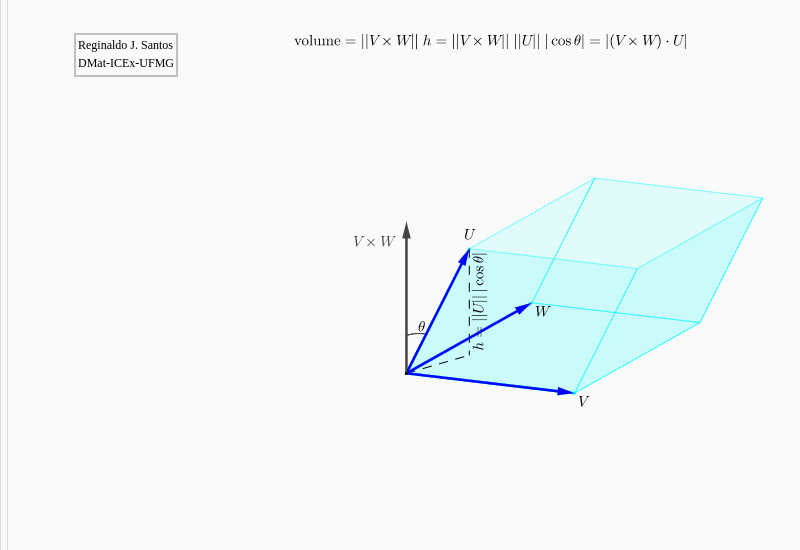 Reginaldo J. Santos
DMat-ICEx-UFMG
volume = ||V × W|| h = ||V × W|| ||U|| | cos θ| = |(V × W) · U|
U
V × W
h = ||U|| | cos θ|
θ
W
V